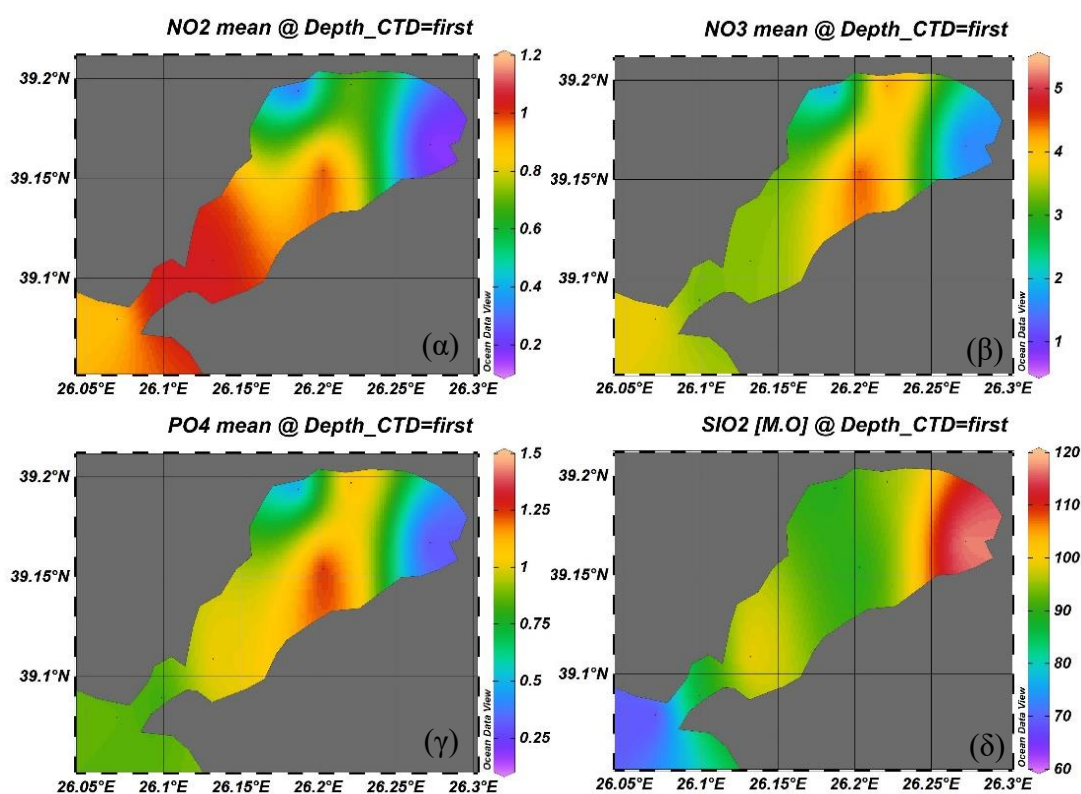 NO2 mean @ Depth_CTD=first
39.2°N
39.15°N
39.1°N
26.05°E 26.1°E 26.15°E 26.2°E 26.25°E 26.3°E
1.2
1
0.8
0.6
0.4
0.2
Ocean Data View
(α)
NO3 mean @ Depth_CTD=first
39.2°N
39.15°N
39.1°N
26.05°E 26.1°E 26.15°E 26.2°E 26.25°E 26.3°E
5
4
3
2
1
Ocean Data View
(β)
PO4 mean @ Depth_CTD=first
39.2°N
39.15°N
39.1°N
26.05°E 26.1°E 26.15°E 26.2°E 26.25°E 26.3°E
1.5
1.25
1
0.75
0.5
0.25
Ocean Data View
(γ)
SIO2 [M.O] @ Depth_CTD=first
39.2°N
39.15°N
39.1°N
26.05°E 26.1°E 26.15°E 26.2°E 26.25°E 26.3°E
120
110
100
90
80
70
60
Ocean Data View
(δ)